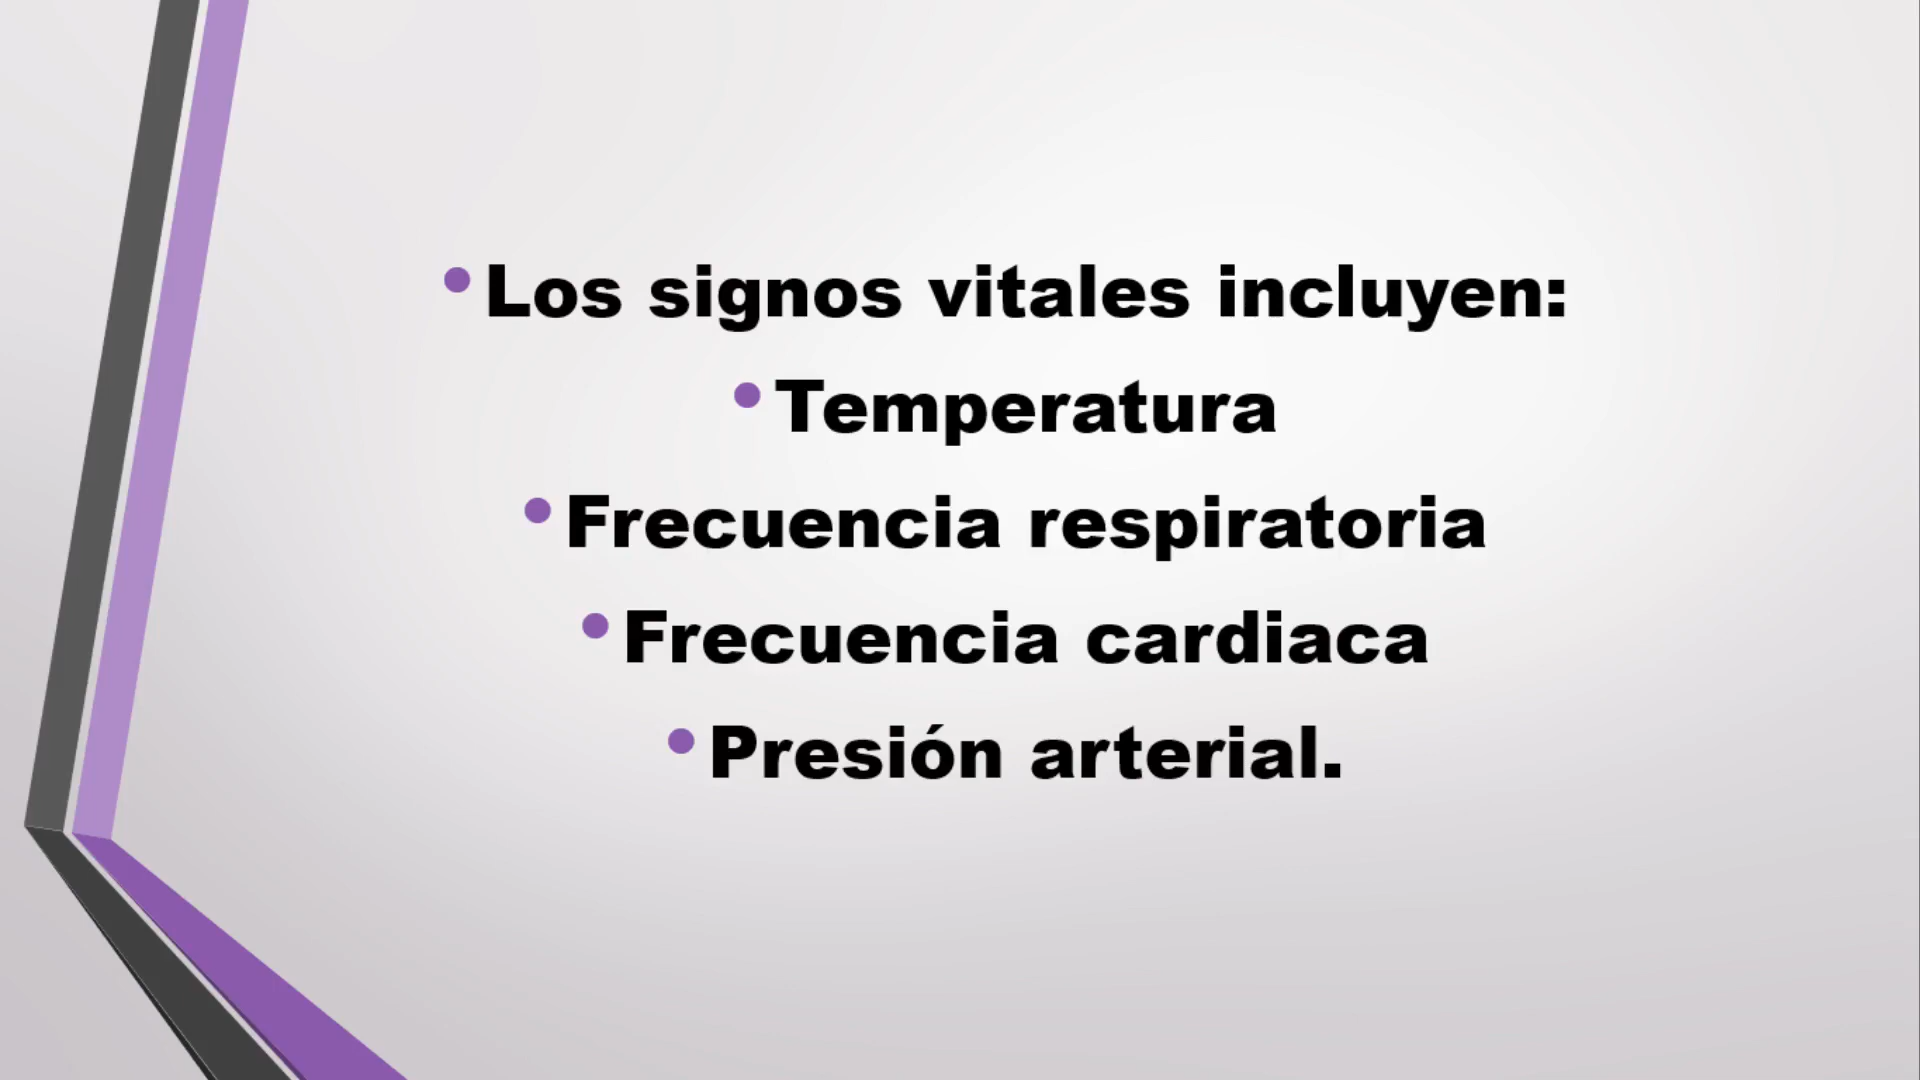 • Los signos vitales incluyen:
• Temperatura
• Frecuencia respiratoria
• Frecuencia cardiaca
• Presión arterial.